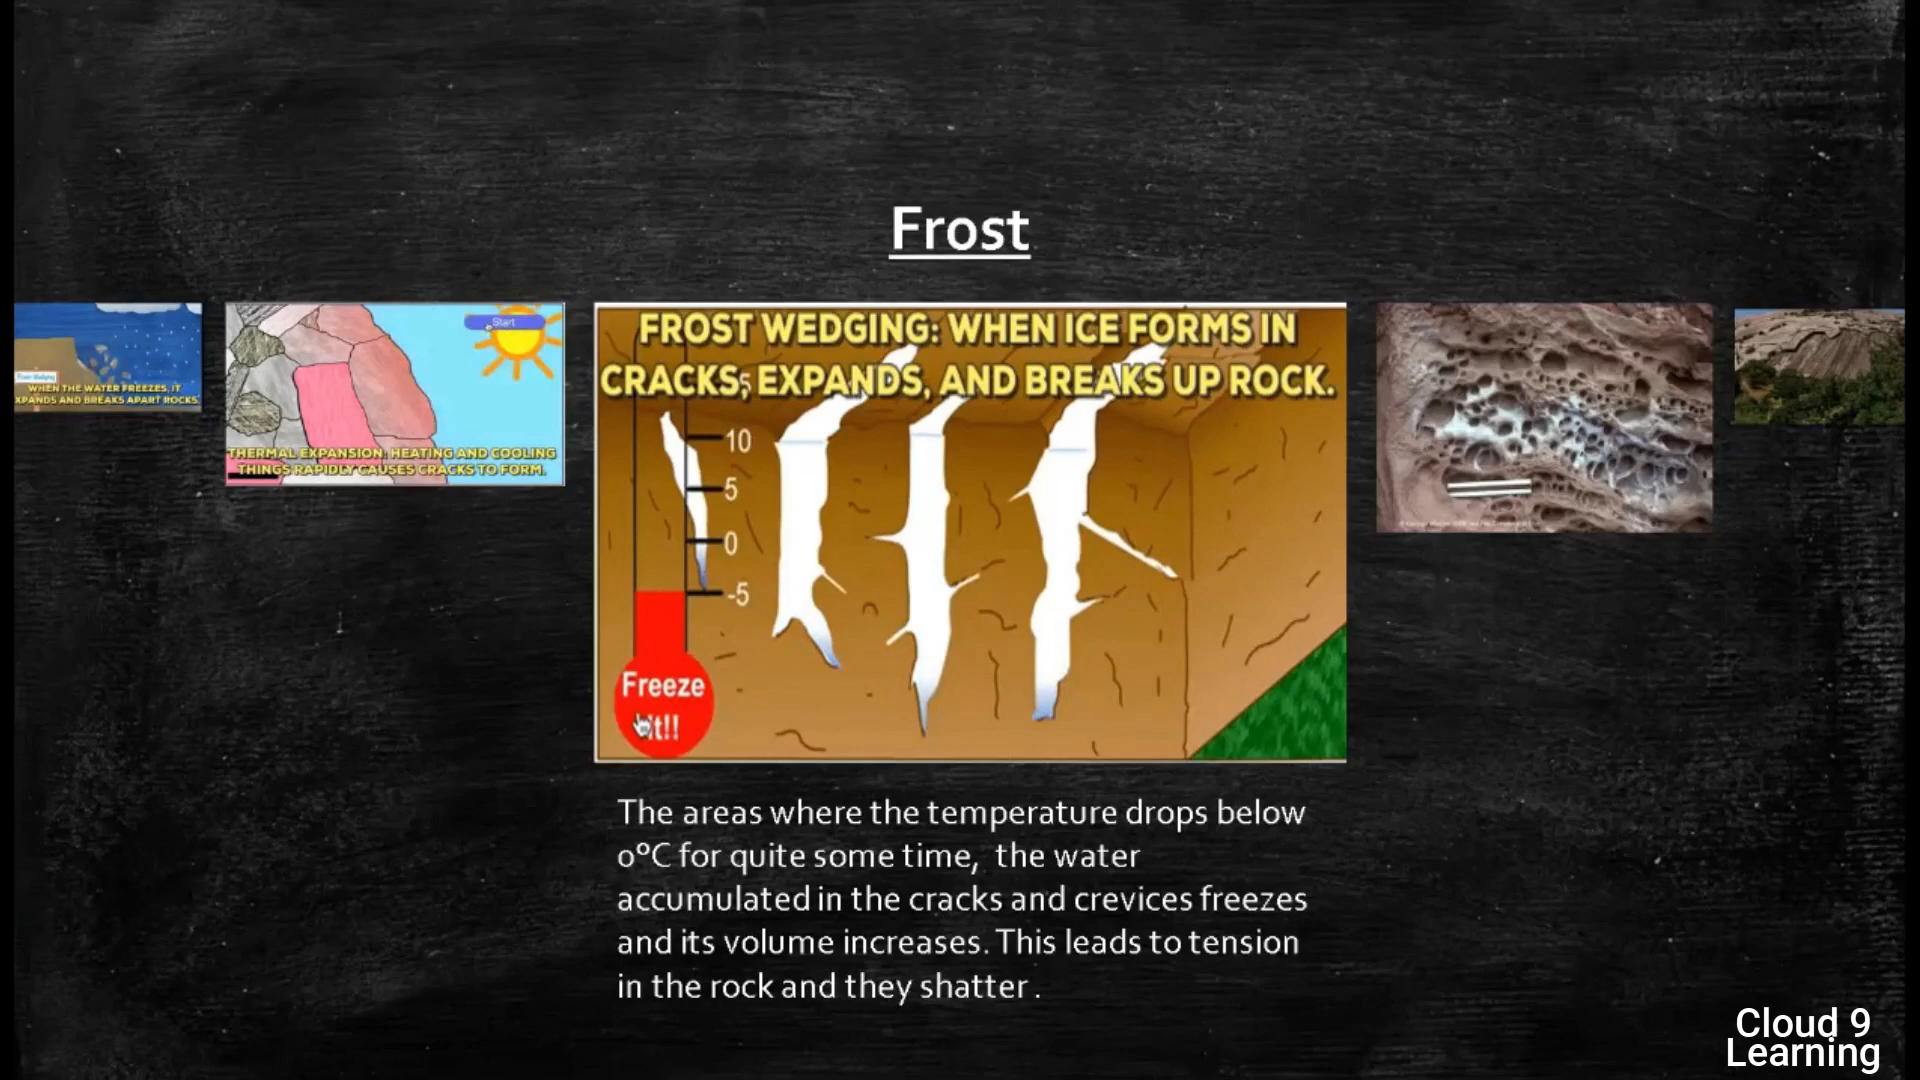 Frost
Frost Wedging
WHEN THE WATER FREEZES, IT
XPANDS AND BREAKS APART ROCKS.
Start
THERMAL EXPANSION: HEATING AND COOLING
THINGS RAPIDLY CAUSES CRACKS TO FORM.
FROST WEDGING: WHEN ICE FORMS IN
CRACKS, EXPANDS, AND BREAKS UP ROCK.
10
5
0
-5
Freeze
it!!
The areas where the temperature drops below
0°C for quite some time, the water
accumulated in the cracks and crevices freezes
and its volume increases. This leads to tension
in the rock and they shatter .
Cloud 9
Learning